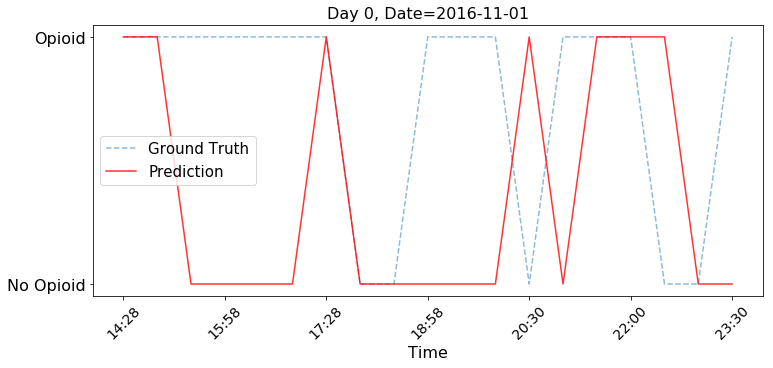 Day 0, Date=2016-11-01
Opioid
Ground Truth
Prediction
No Opioid
14:28
15:58
17:28
18:58
20:30
22:00
23:30
Time